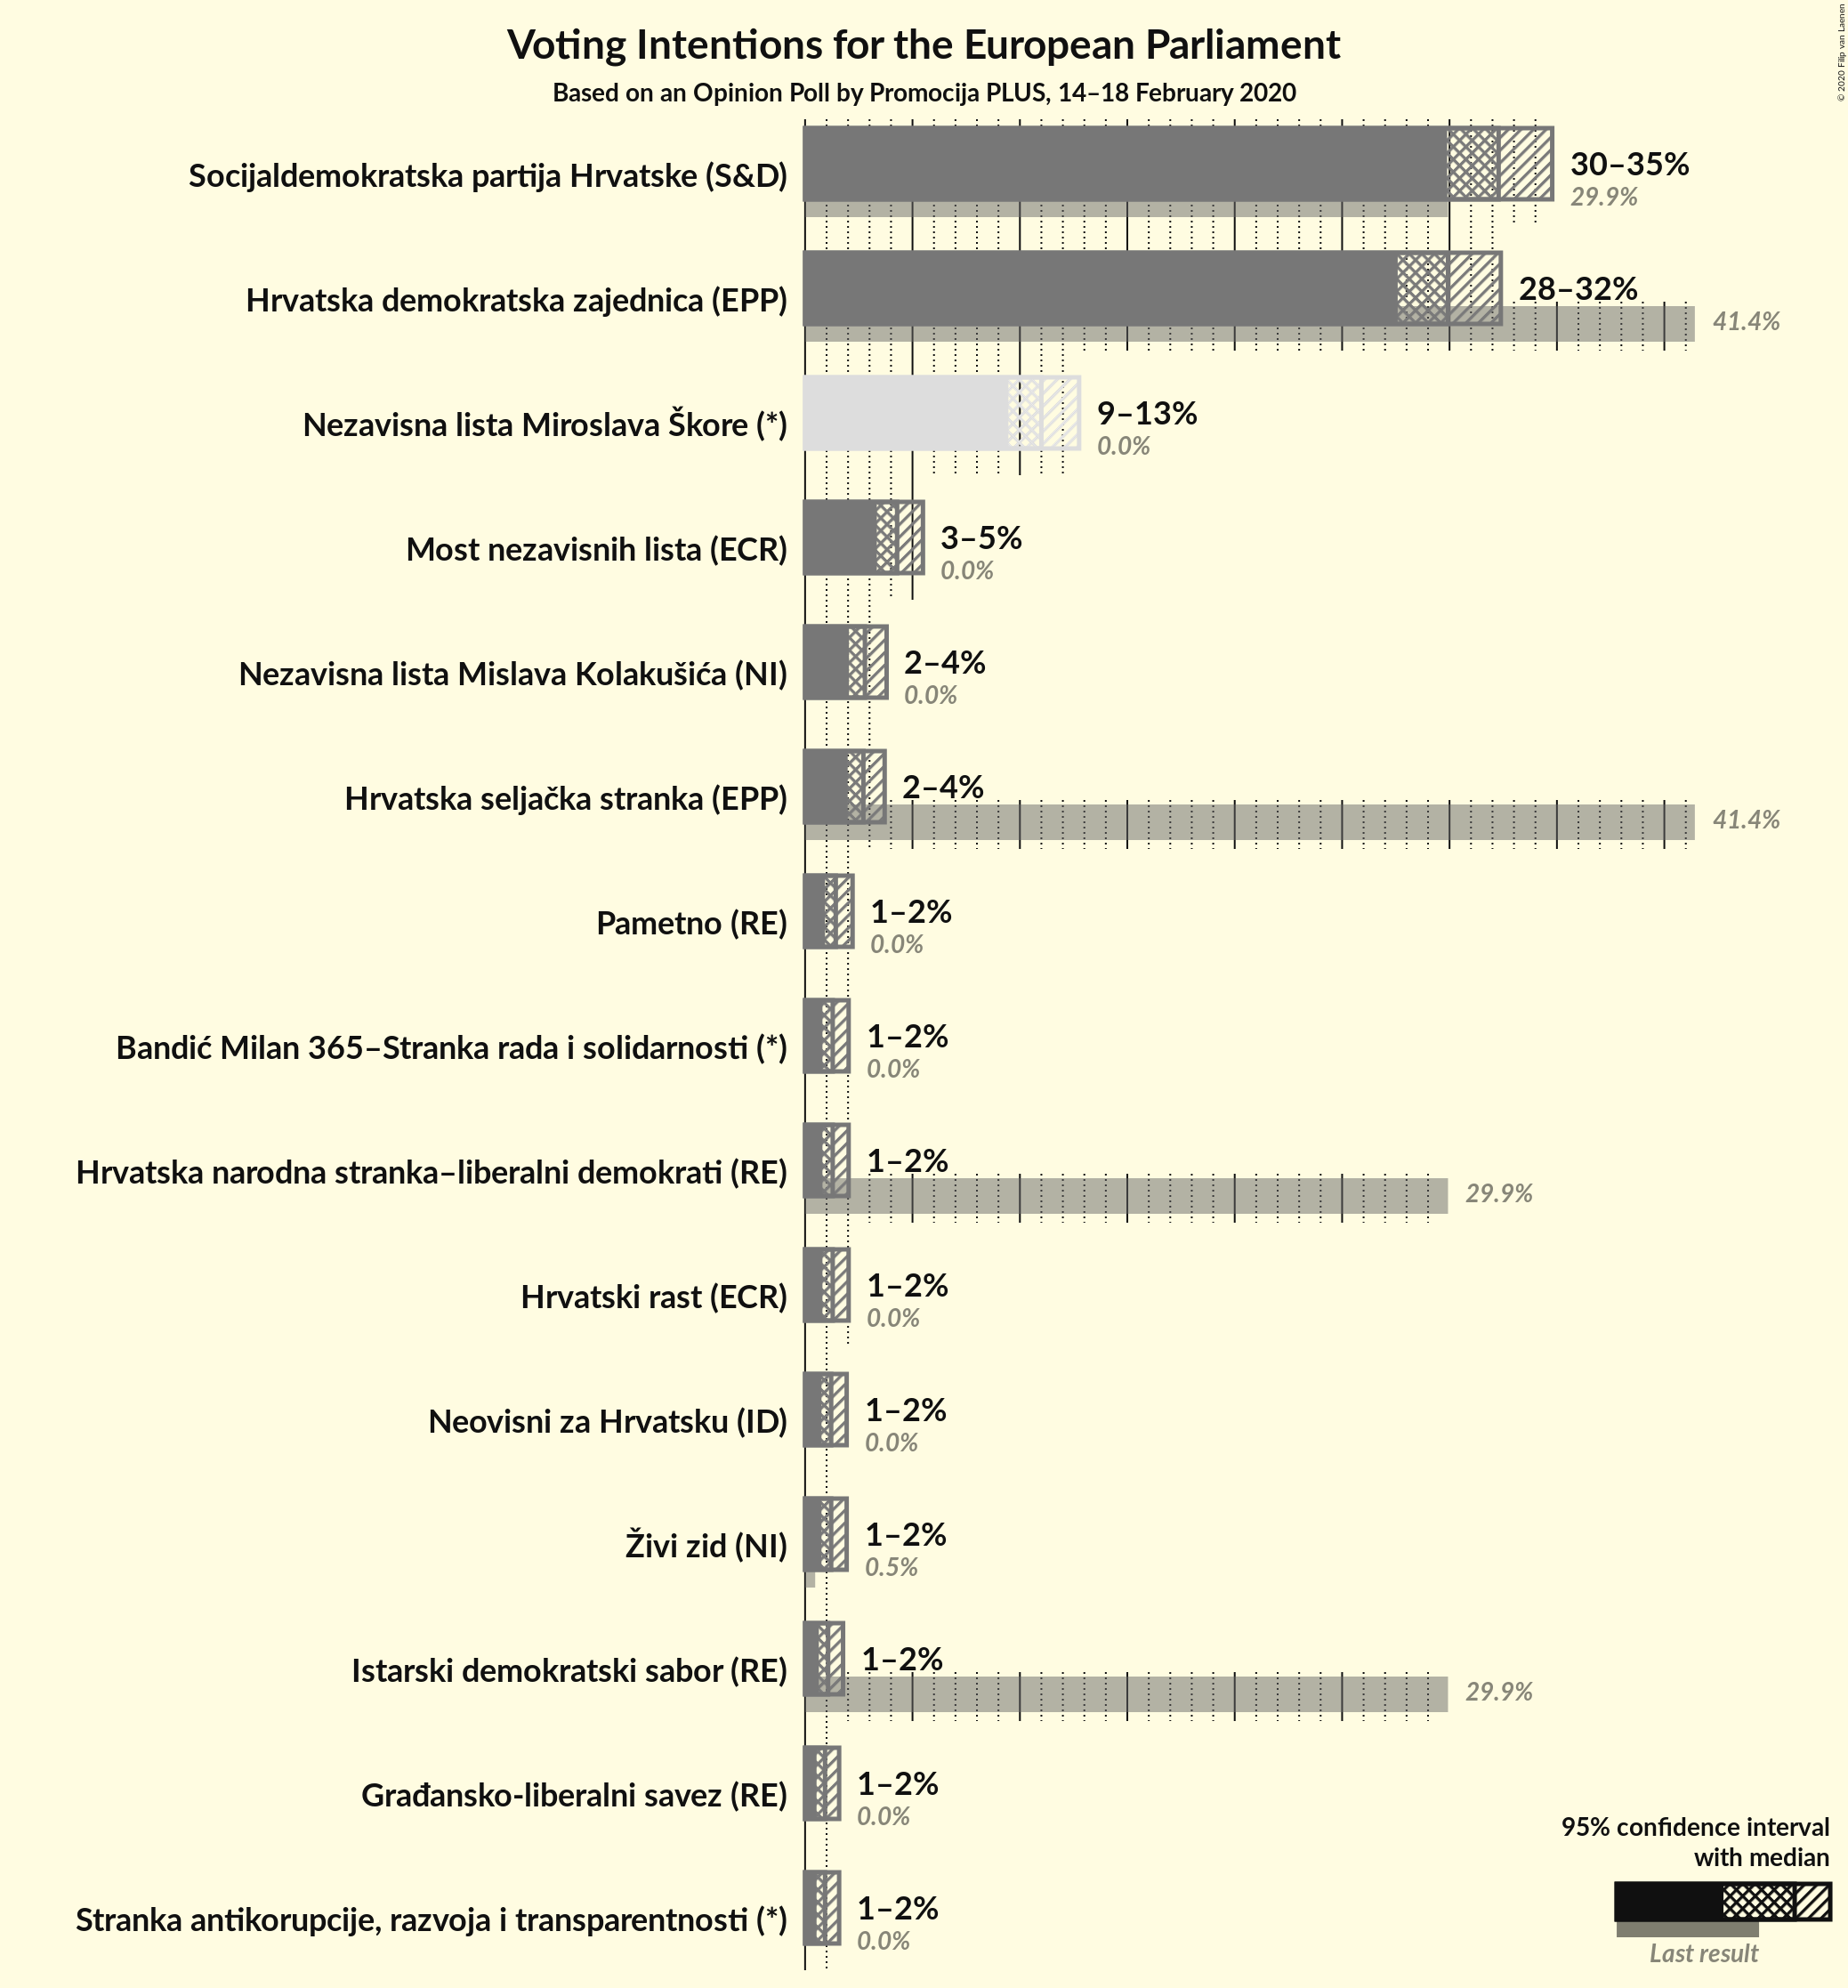 Voting Intentions for the European Parliament
Based on an Opinion Poll by Promocija PLUS, 14–18 February 2020
© 2020 Filip van Laenen
Socijaldemokratska partija Hrvatske (S&D)
30–35%
29.9%
Hrvatska demokratska zajednica (EPP)
28–32%
41.4%
Nezavisna lista Miroslava Škore (*)
9–13%
0.0%
Most nezavisnih lista (ECR)
3–5%
0.0%
Nezavisna lista Mislava Kolakušića (NI)
2–4%
0.0%
Hrvatska seljačka stranka (EPP)
2–4%
41.4%
Pametno (RE)
1–2%
0.0%
Bandić Milan 365–Stranka rada i solidarnosti (*)
1–2%
0.0%
Hrvatska narodna stranka–liberalni demokrati (RE)
1–2%
29.9%
Hrvatski rast (ECR)
1–2%
0.0%
Neovisni za Hrvatsku (ID)
1–2%
0.0%
Živi zid (NI)
1–2%
0.5%
Istarski demokratski sabor (RE)
1–2%
29.9%
Građansko-liberalni savez (RE)
1–2%
0.0%
Stranka antikorupcije, razvoja i transparentnosti (*)
1–2%
0.0%
95% confidence interval
with median
Last result